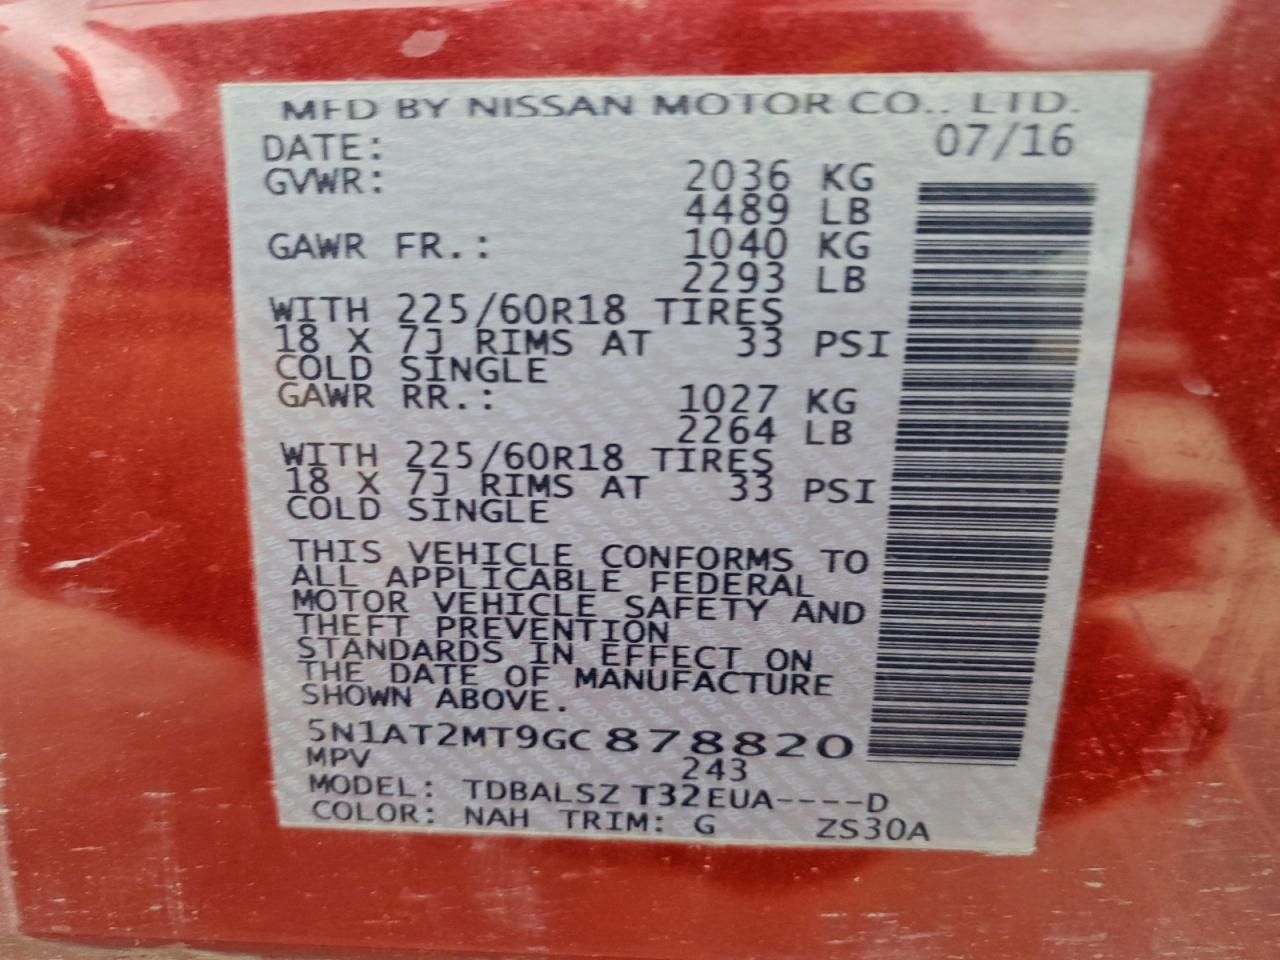 MFD BY NISSAN MOTOR CO., LTD.
DATE: 07/16
GVWR: 2036 KG
4489 LB
GAWR FR.: 1040 KG
2293 LB
WITH 225/60R18 TIRES
18 X 7J RIMS AT 33 PSI
COLD SINGLE
GAWR RR.: 1027 KG
2264 LB
WITH 225/60R18 TIRES
18 X 7J RIMS AT 33 PSI
COLD SINGLE
THIS VEHICLE CONFORMS TO
ALL APPLICABLE FEDERAL
MOTOR VEHICLE SAFETY AND
THEFT PREVENTION
STANDARDS IN EFFECT ON
THE DATE OF MANUFACTURE
SHOWN ABOVE.
5N1AT2MT9GC878820
MPV 243
MODEL: TDBALSZ T32EUA----D
COLOR: NAH TRIM: G ZS30A